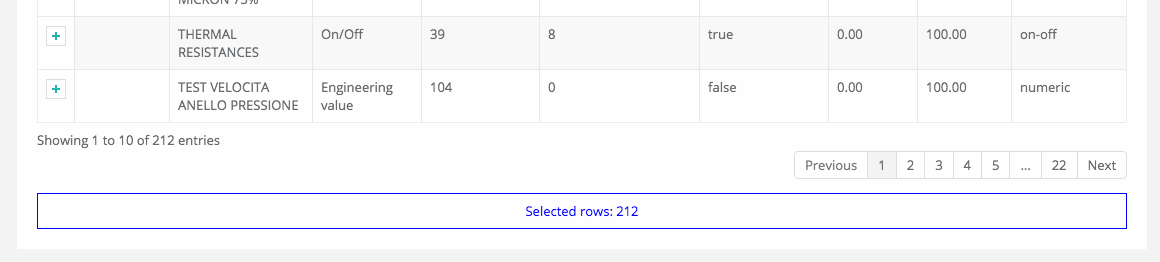 MICRON 75%
THERMAL RESISTANCES On/Off 39 8 true 0.00 100.00 on-off
TEST VELOCITA ANELLO PRESSIONE Engineering value 104 0 false 0.00 100.00 numeric
Showing 1 to 10 of 212 entries
Previous 1 2 3 4 5 ... 22 Next
Selected rows: 212